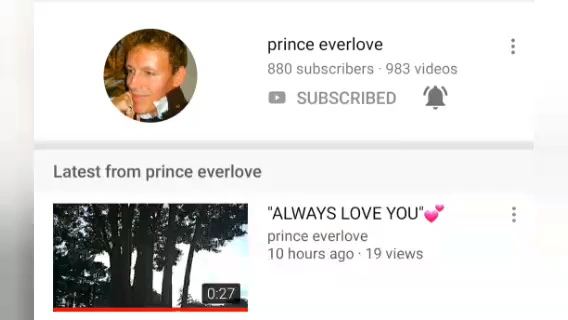 prince everlove
880 subscribers · 983 videos
SUBSCRIBED
Latest from prince everlove
"ALWAYS LOVE YOU"💕
prince everlove
10 hours ago · 19 views
0:27